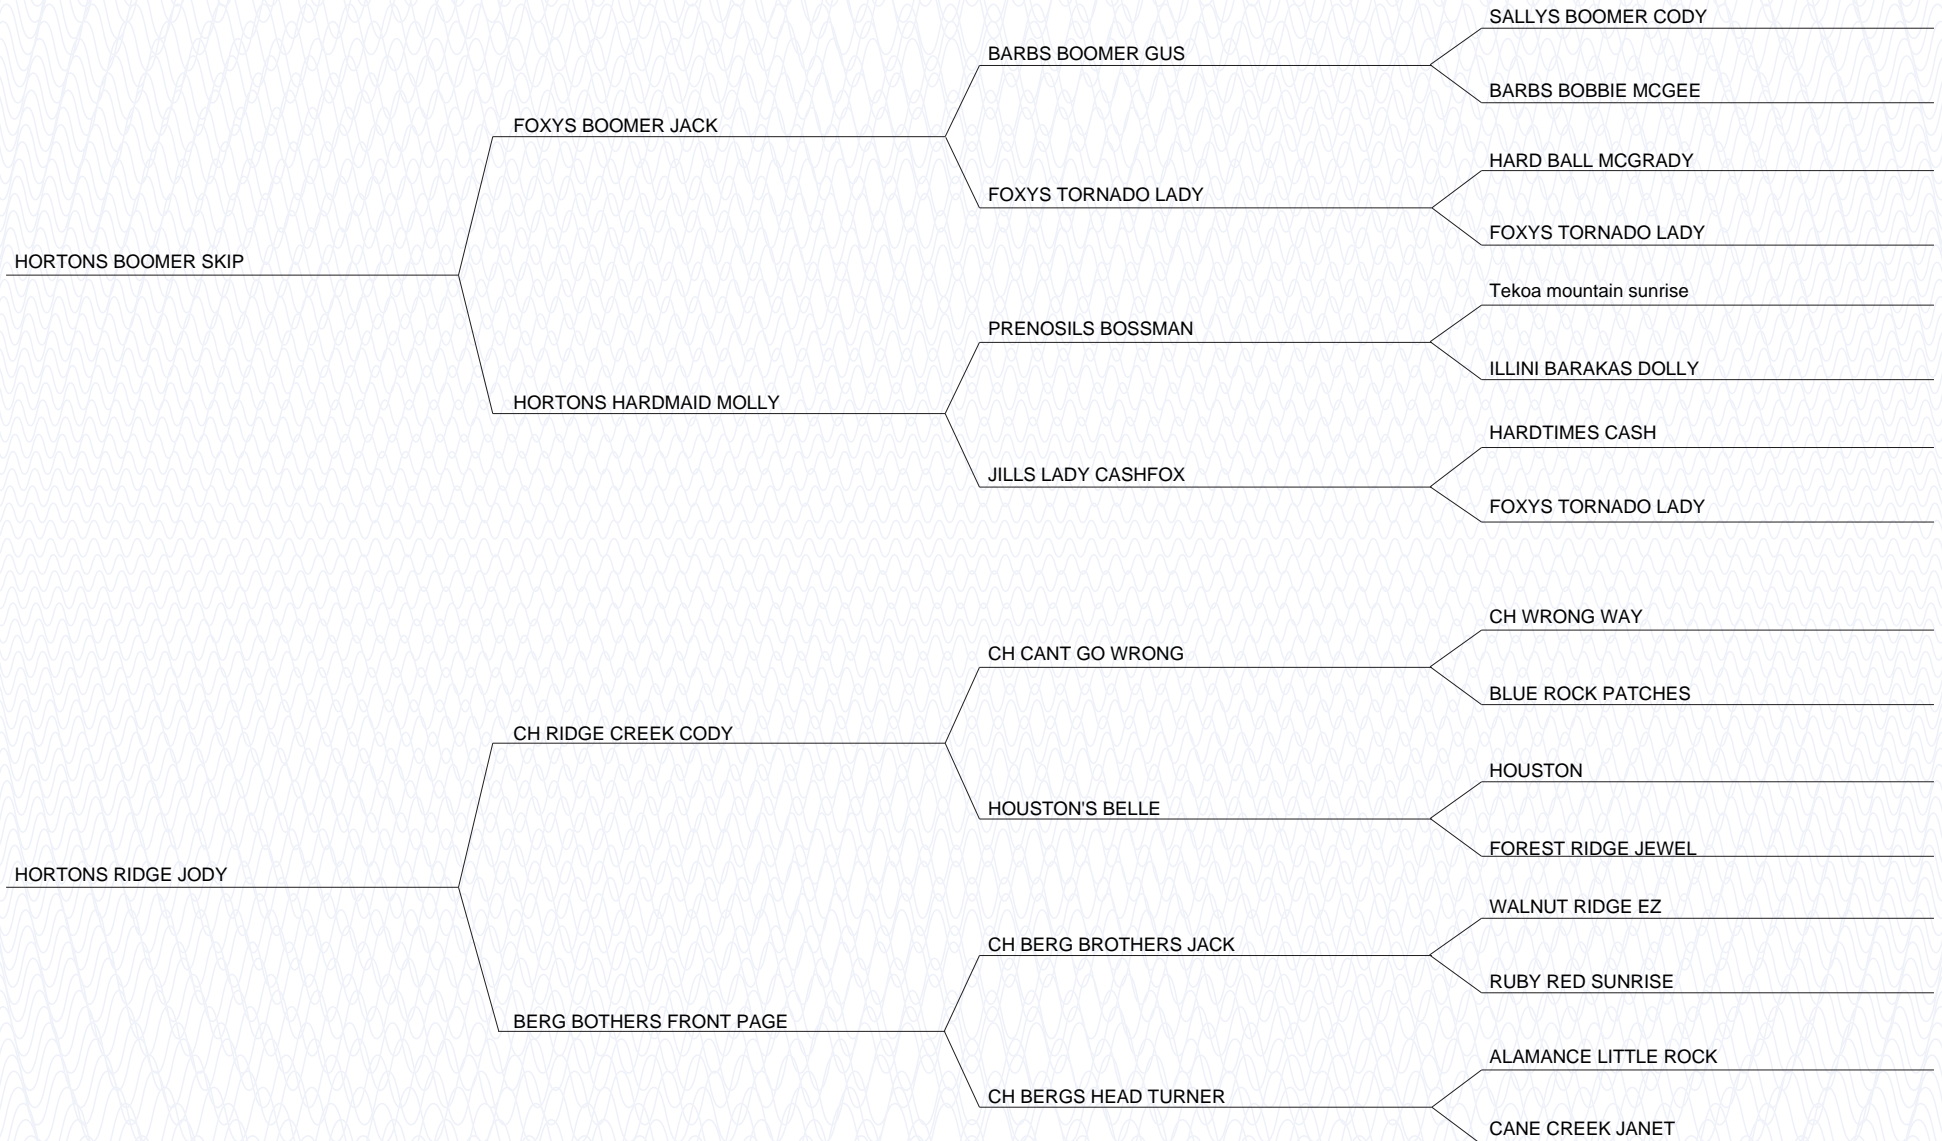 SALLYS BOOMER CODY
BARBS BOOMER GUS
BARBS BOBBIE MCGEE
FOXYS BOOMER JACK
HARD BALL MCGRADY
FOXYS TORNADO LADY
FOXYS TORNADO LADY
HORTONS BOOMER SKIP
Tekoa mountain sunrise
PRENOSILS BOSSMAN
ILLINI BARAKAS DOLLY
HORTONS HARDMAID MOLLY
HARDTIMES CASH
JILLS LADY CASHFOX
FOXYS TORNADO LADY
CH WRONG WAY
CH CANT GO WRONG
BLUE ROCK PATCHES
CH RIDGE CREEK CODY
HOUSTON
HOUSTON'S BELLE
FOREST RIDGE JEWEL
HORTONS RIDGE JODY
WALNUT RIDGE EZ
CH BERG BROTHERS JACK
RUBY RED SUNRISE
BERG BOTHERS FRONT PAGE
ALAMANCE LITTLE ROCK
CH BERGS HEAD TURNER
CANE CREEK JANET